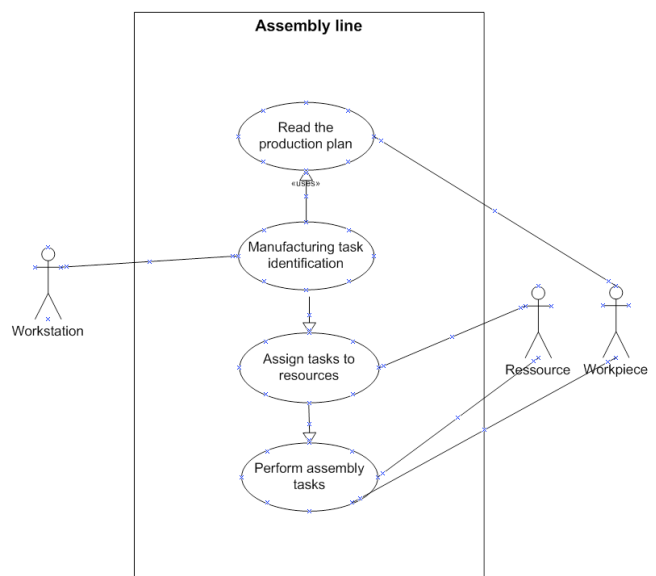 Assembly line
Read the
production plan
«uses»
Manufacturing task
identification
Workstation
Assign tasks to
resources
Ressource
Workpiece
Perform assembly
tasks